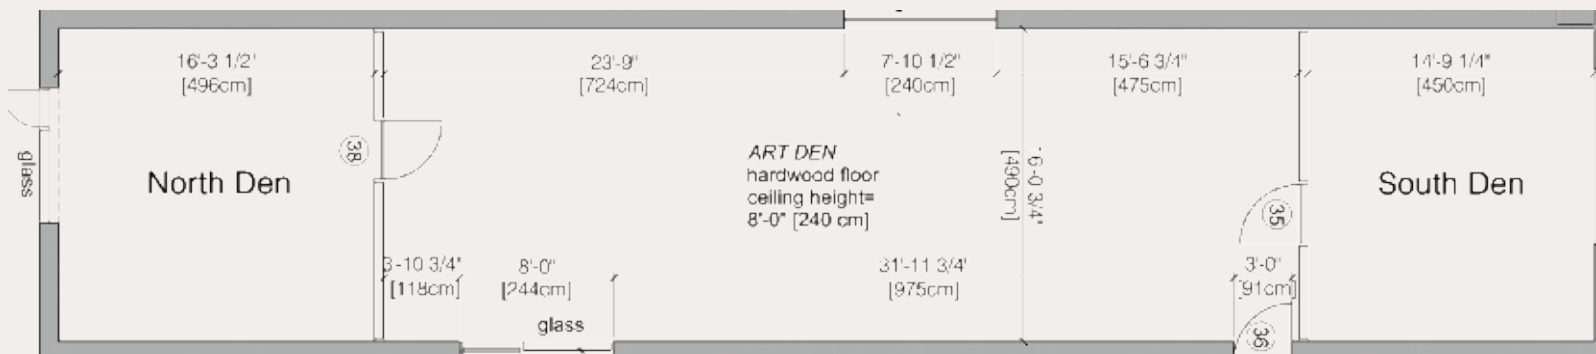 16'-3 1/2"
[496cm]
23'-9"
[724cm]
7'-10 1/2"
[240cm]
15'-6 3/4"
[475cm]
14'-9 1/4"
[450cm]
glass
North Den
38
ART DEN
hardwood floor
ceiling height=
8'-0" [240 cm]
'6-0 3/4"
[490cm]
35
South Den
3-10 3/4"
[118cm]
8'-0"
[244cm]
glass
31'-11 3/4'
[975cm]
3'-0"
[91cm]
36